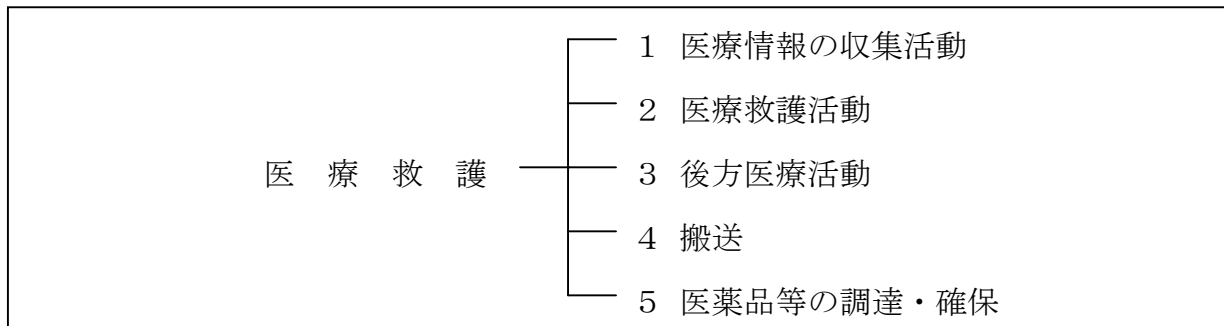 1 医療情報の収集活動
2 医療救護活動
医 療 救 護
3 後方医療活動
4 搬送
5 医薬品等の調達・確保